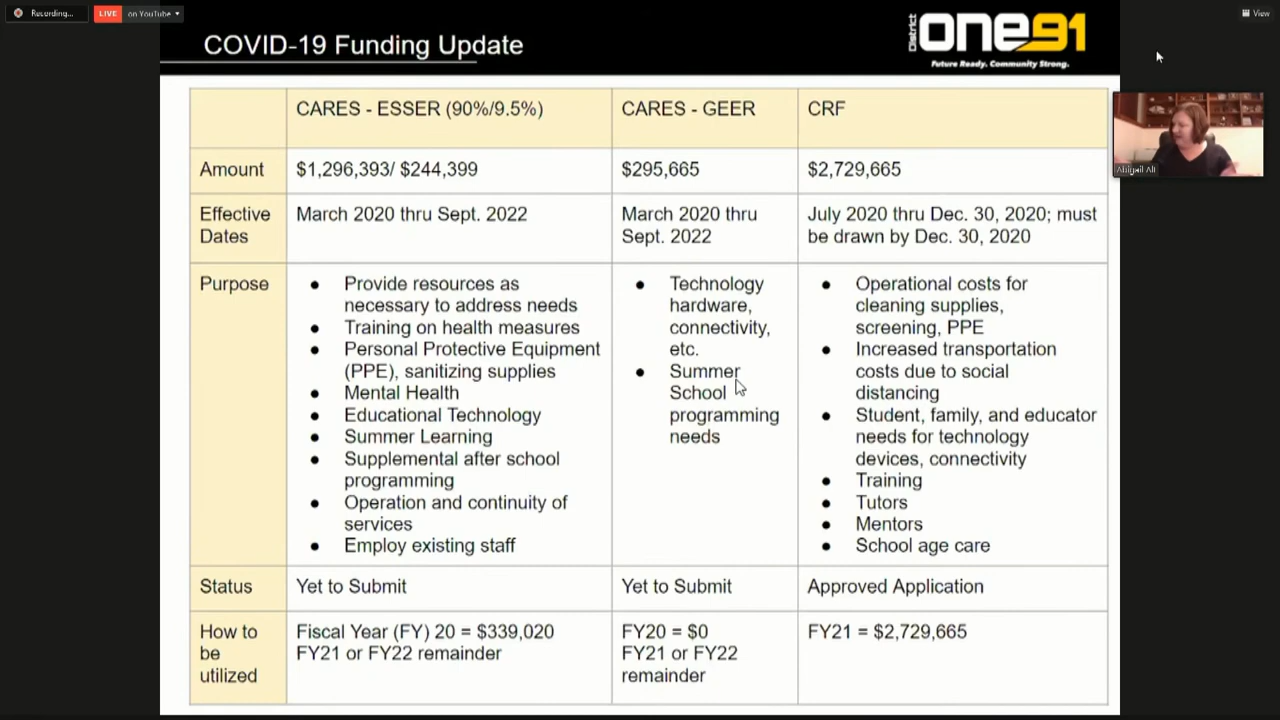 Recording...
LIVE on YouTube
View
COVID-19 Funding Update
District one91
Future Ready. Community Strong.
Abigail Alt
CARES - ESSER (90%/9.5%)
CARES - GEER
CRF
Amount
$1,296,393/ $244,399
$295,665
$2,729,665
Effective
Dates
March 2020 thru Sept. 2022
March 2020 thru
Sept. 2022
July 2020 thru Dec. 30, 2020; must
be drawn by Dec. 30, 2020
Purpose
● Provide resources as
necessary to address needs
● Training on health measures
● Personal Protective Equipment
(PPE), sanitizing supplies
● Mental Health
● Educational Technology
● Summer Learning
● Supplemental after school
programming
● Operation and continuity of
services
● Employ existing staff
● Technology
hardware,
connectivity,
etc.
● Summer
School
programming
needs
● Operational costs for
cleaning supplies,
screening, PPE
● Increased transportation
costs due to social
distancing
● Student, family, and educator
needs for technology
devices, connectivity
● Training
● Tutors
● Mentors
● School age care
Status
Yet to Submit
Yet to Submit
Approved Application
How to
be
utilized
Fiscal Year (FY) 20 = $339,020
FY21 or FY22 remainder
FY20 = $0
FY21 or FY22
remainder
FY21 = $2,729,665